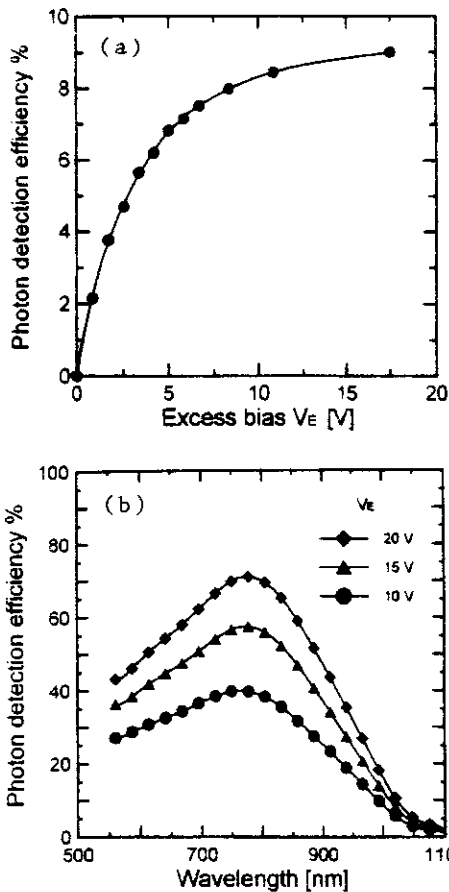 (a)
Photon detection efficiency %
10
8
6
4
2
0
0 5 10 15 20
Excess bias VE [V]
(b)
Photon detection efficiency %
100
80
60
40
20
0
VE
20 V
15 V
10 V
500 700 900 110
Wavelength [nm]